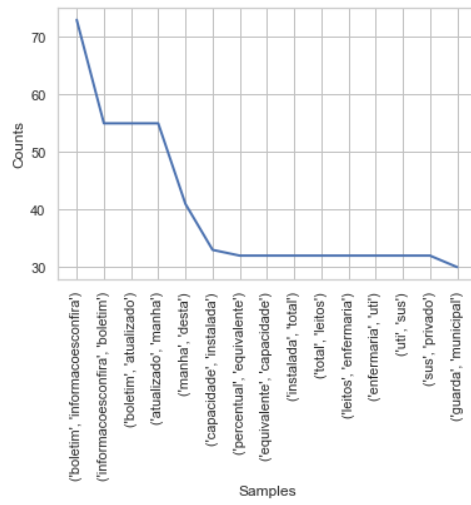 70
60
50
40
30
Counts
('boletim', 'informacoesconfira')
('informacoesconfira', 'boletim')
('boletim', 'atualizado')
('atualizado', 'manha')
('manha', 'desta')
('capacidade', 'instalada')
('percentual', 'equivalente')
('equivalente', 'capacidade')
('instalada', 'total')
('total', 'leitos')
('leitos', 'enfermaria')
('enfermaria', 'uti')
('uti', 'sus')
('sus', 'privado')
('guarda', 'municipal')
Samples